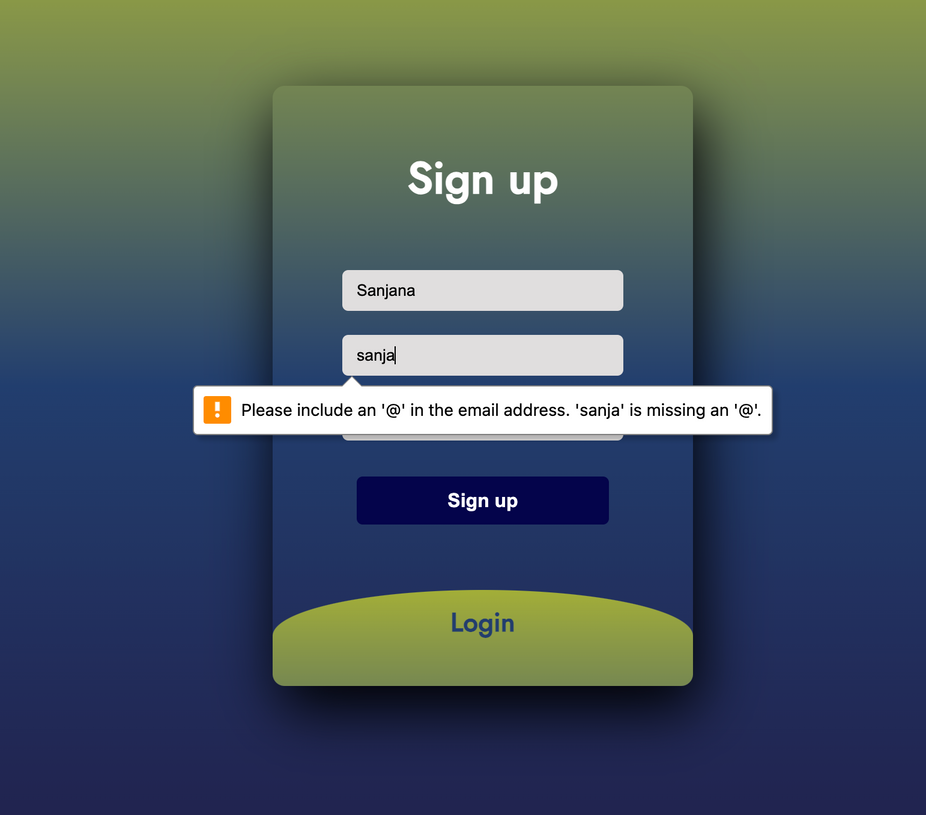 Sign up
Sanjana
sanja
Please include an '@' in the email address. 'sanja' is missing an '@'.
Sign up
Login